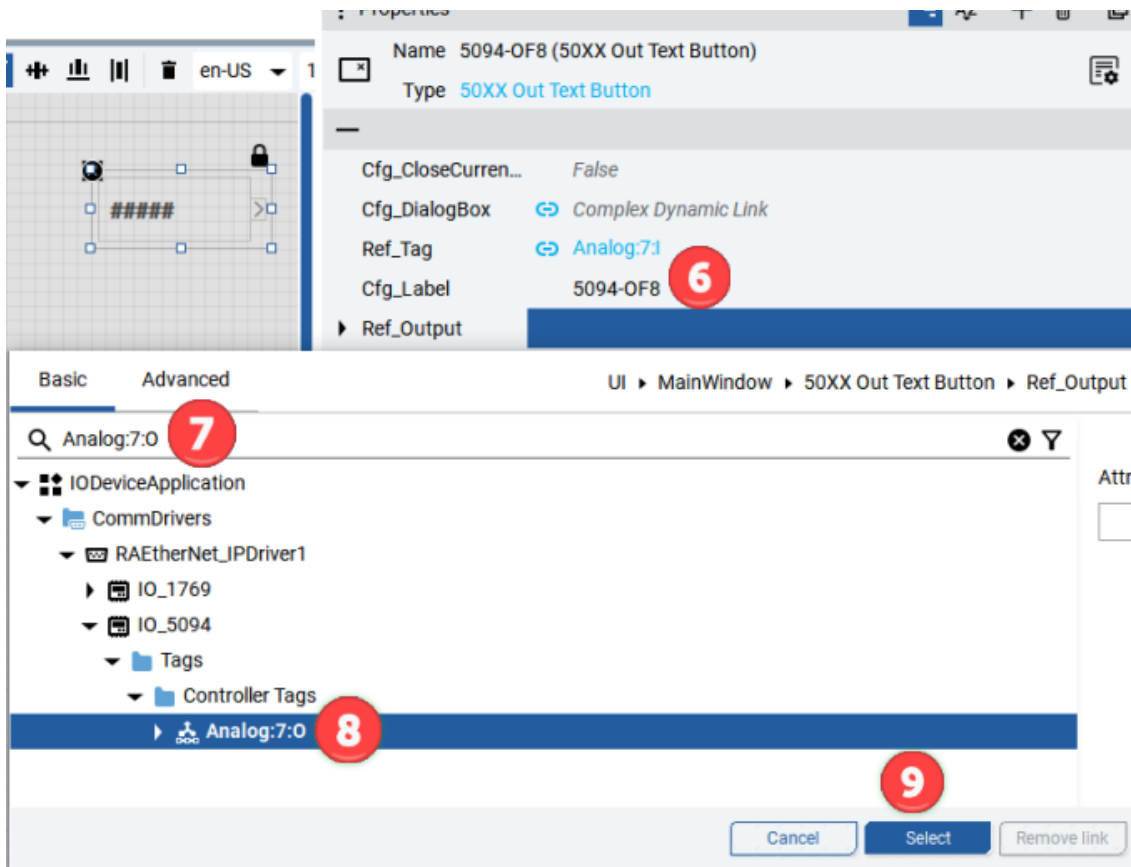 Properties
en-US
1
Name 5094-OF8 (50XX Out Text Button)
Type 50XX Out Text Button
#####
Cfg_CloseCurren... False
Cfg_DialogBox Complex Dynamic Link
Ref_Tag Analog:7:I
6
Cfg_Label 5094-OF8
Ref_Output
Basic Advanced
UI MainWindow 50XX Out Text Button Ref_Output
Analog:7:O
7
Attr
IODeviceApplication
CommDrivers
RAEtherNet_IPDriver1
IO_1769
IO_5094
Tags
Controller Tags
Analog:7:O
8
9
Cancel Select Remove link